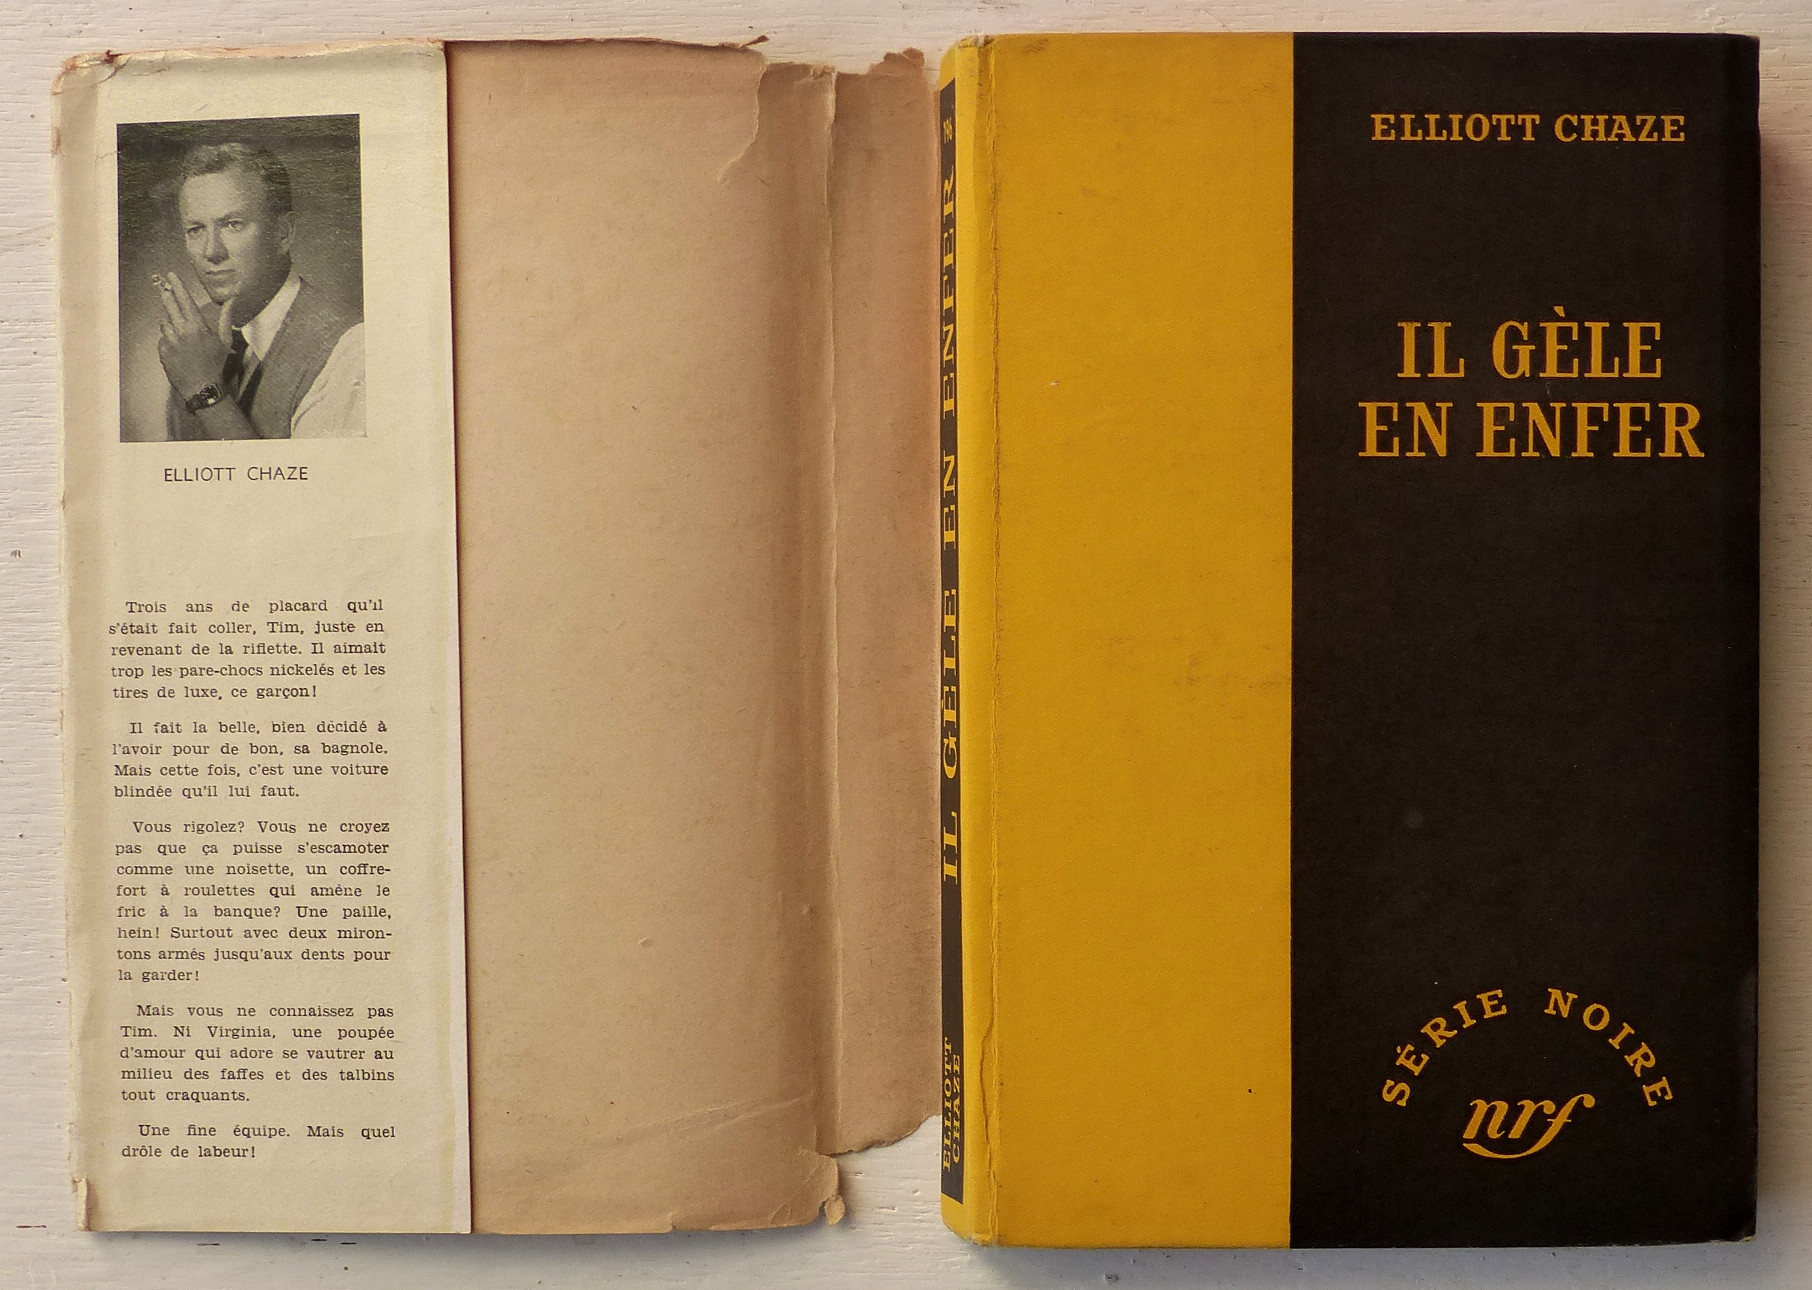 ELLIOTT CHAZE
Trois ans de placard qu'il
s'était fait coller, Tim, juste en
revenant de la riflette. Il aimait
trop les pare-chocs nickelés et les
tires de luxe, ce garçon!
Il fait la belle, bien décidé à
l'avoir pour de bon, sa bagnole.
Mais cette fois, c'est une voiture
blindée qu'il lui faut.
Vous rigolez? Vous ne croyez
pas que ça puisse s'escamoter
comme une noisette, un coffre-
fort à roulettes qui amène le
fric à la banque? Une paille,
hein! Surtout avec deux miron-
tons armés jusqu'aux dents pour
la garder!
Mais vous ne connaissez pas
Tim. Ni Virginia, une poupée
d'amour qui adore se vautrer au
milieu des faffes et des talbins
tout craquants.
Une fine équipe. Mais quel
drôle de labeur!
ELLIOTT
CHAZE
IL GÈLE EN ENFER
ELLIOTT CHAZE
IL GÈLE
EN ENFER
SÉRIE NOIRE
nrf